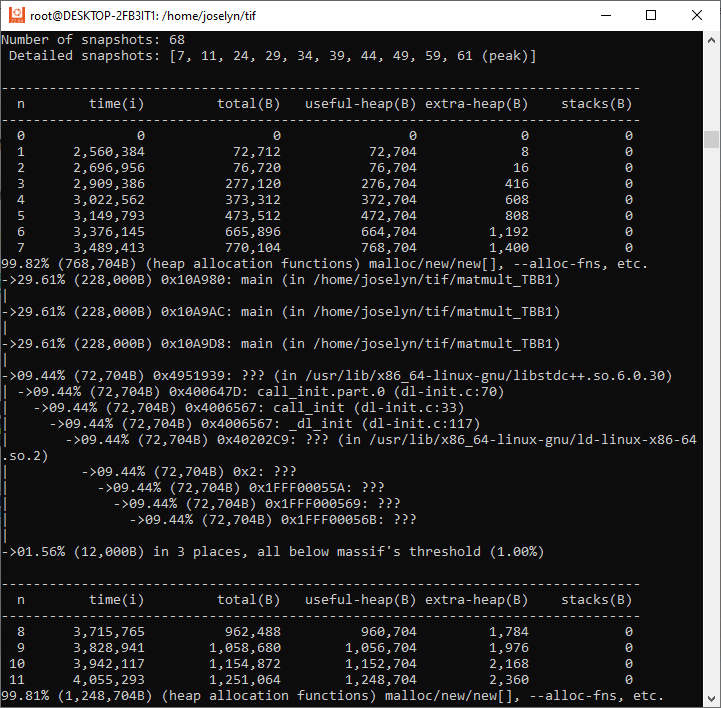 root@DESKTOP-2FB3IT1: /home/joselyn/tif
Number of snapshots: 68
 Detailed snapshots: [7, 11, 24, 29, 34, 39, 44, 49, 59, 61 (peak)]
--------------------------------------------------------------------------------
  n        time(i)         total(B)   useful-heap(B) extra-heap(B)    stacks(B)
--------------------------------------------------------------------------------
  0              0                0                0             0            0
  1      2,560,384           72,712           72,704             8            0
  2      2,696,956           76,720           76,704            16            0
  3      2,909,386          277,120          276,704           416            0
  4      3,022,562          373,312          372,704           608            0
  5      3,149,793          473,512          472,704           808            0
  6      3,376,145          665,896          664,704         1,192            0
  7      3,489,413          770,104          768,704         1,400            0
99.82% (768,704B) (heap allocation functions) malloc/new/new[], --alloc-fns, etc.
->29.61% (228,000B) 0x10A980: main (in /home/joselyn/tif/matmult_TBB1)
|
->29.61% (228,000B) 0x10A9AC: main (in /home/joselyn/tif/matmult_TBB1)
|
->29.61% (228,000B) 0x10A9D8: main (in /home/joselyn/tif/matmult_TBB1)
|
->09.44% (72,704B) 0x4951939: ??? (in /usr/lib/x86_64-linux-gnu/libstdc++.so.6.0.30)
| ->09.44% (72,704B) 0x400647D: call_init.part.0 (dl-init.c:70)
|   ->09.44% (72,704B) 0x4006567: call_init (dl-init.c:33)
|     ->09.44% (72,704B) 0x4006567: _dl_init (dl-init.c:117)
|       ->09.44% (72,704B) 0x40202C9: ??? (in /usr/lib/x86_64-linux-gnu/ld-linux-x86-64
.so.2)
|         ->09.44% (72,704B) 0x2: ???
|           ->09.44% (72,704B) 0x1FFF00055A: ???
|             ->09.44% (72,704B) 0x1FFF000569: ???
|               ->09.44% (72,704B) 0x1FFF00056B: ???
|
->01.56% (12,000B) in 3 places, all below massif's threshold (1.00%)
--------------------------------------------------------------------------------
  n        time(i)         total(B)   useful-heap(B) extra-heap(B)    stacks(B)
--------------------------------------------------------------------------------
  8      3,715,765          962,488          960,704         1,784            0
  9      3,828,941        1,058,680        1,056,704         1,976            0
 10      3,942,117        1,154,872        1,152,704         2,168            0
 11      4,055,293        1,251,064        1,248,704         2,360            0
99.81% (1,248,704B) (heap allocation functions) malloc/new/new[], --alloc-fns, etc.